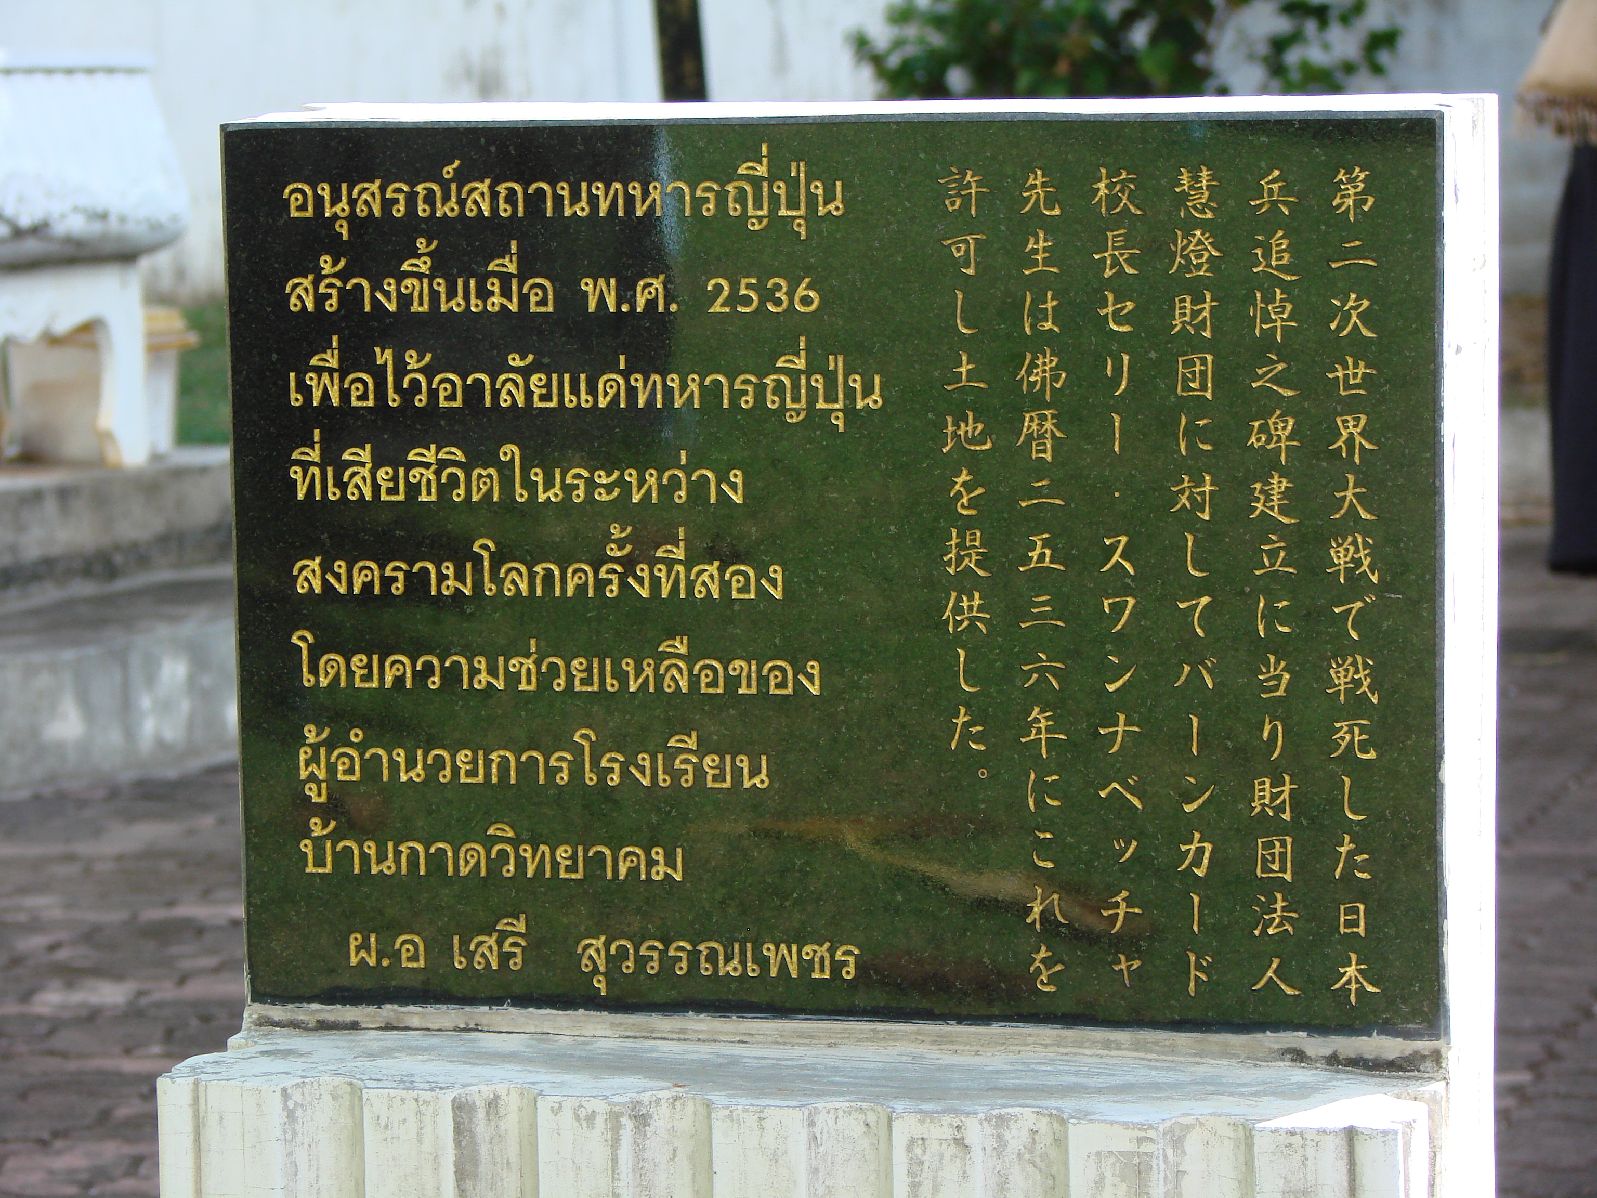 อนุสรณ์สถานทหารญี่ปุ่น
สร้างขึ้นเมื่อ พ.ศ. 2536
เพื่อไว้อาลัยแด่ทหารญี่ปุ่น
ที่เสียชีวิตในระหว่าง
สงครามโลกครั้งที่สอง
โดยความช่วยเหลือของ
ผู้อำนวยการโรงเรียน
บ้านกาดวิทยาคม
ผ.อ เสรี สุวรรณเพชร
第二次世界大戦で戦死した日本
兵追悼之碑建立に当り財団法人
慧燈財団に対してバーンカード
校長セリー・スワンナベッチャ
先生は佛暦二五三六年にこれを
許可し土地を提供した。